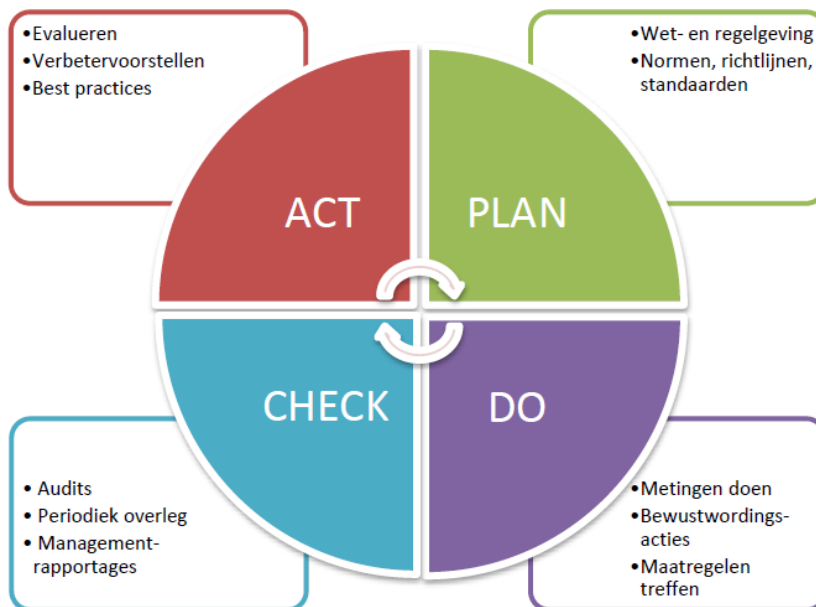 •Evalueren
•Verbetervoorstellen
•Best practices
•Wet- en regelgeving
•Normen, richtlijnen,
standaarden
ACT
PLAN
CHECK
DO
• Audits
• Periodiek overleg
• Management-
rapportages
•Metingen doen
•Bewustwordings-
acties
•Maatregelen
treffen